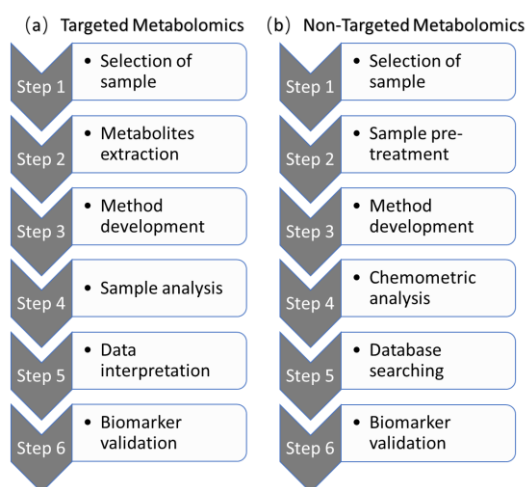 (a) Targeted Metabolomics
Step 1
• Selection of
sample
Step 2
• Metabolites
extraction
Step 3
• Method
development
Step 4
• Sample analysis
Step 5
• Data
interpretation
Step 6
• Biomarker
validation
(b) Non-Targeted Metabolomics
Step 1
• Selection of
sample
Step 2
• Sample pre-
treatment
Step 3
• Method
development
Step 4
• Chemometric
analysis
Step 5
• Database
searching
Step 6
• Biomarker
validation